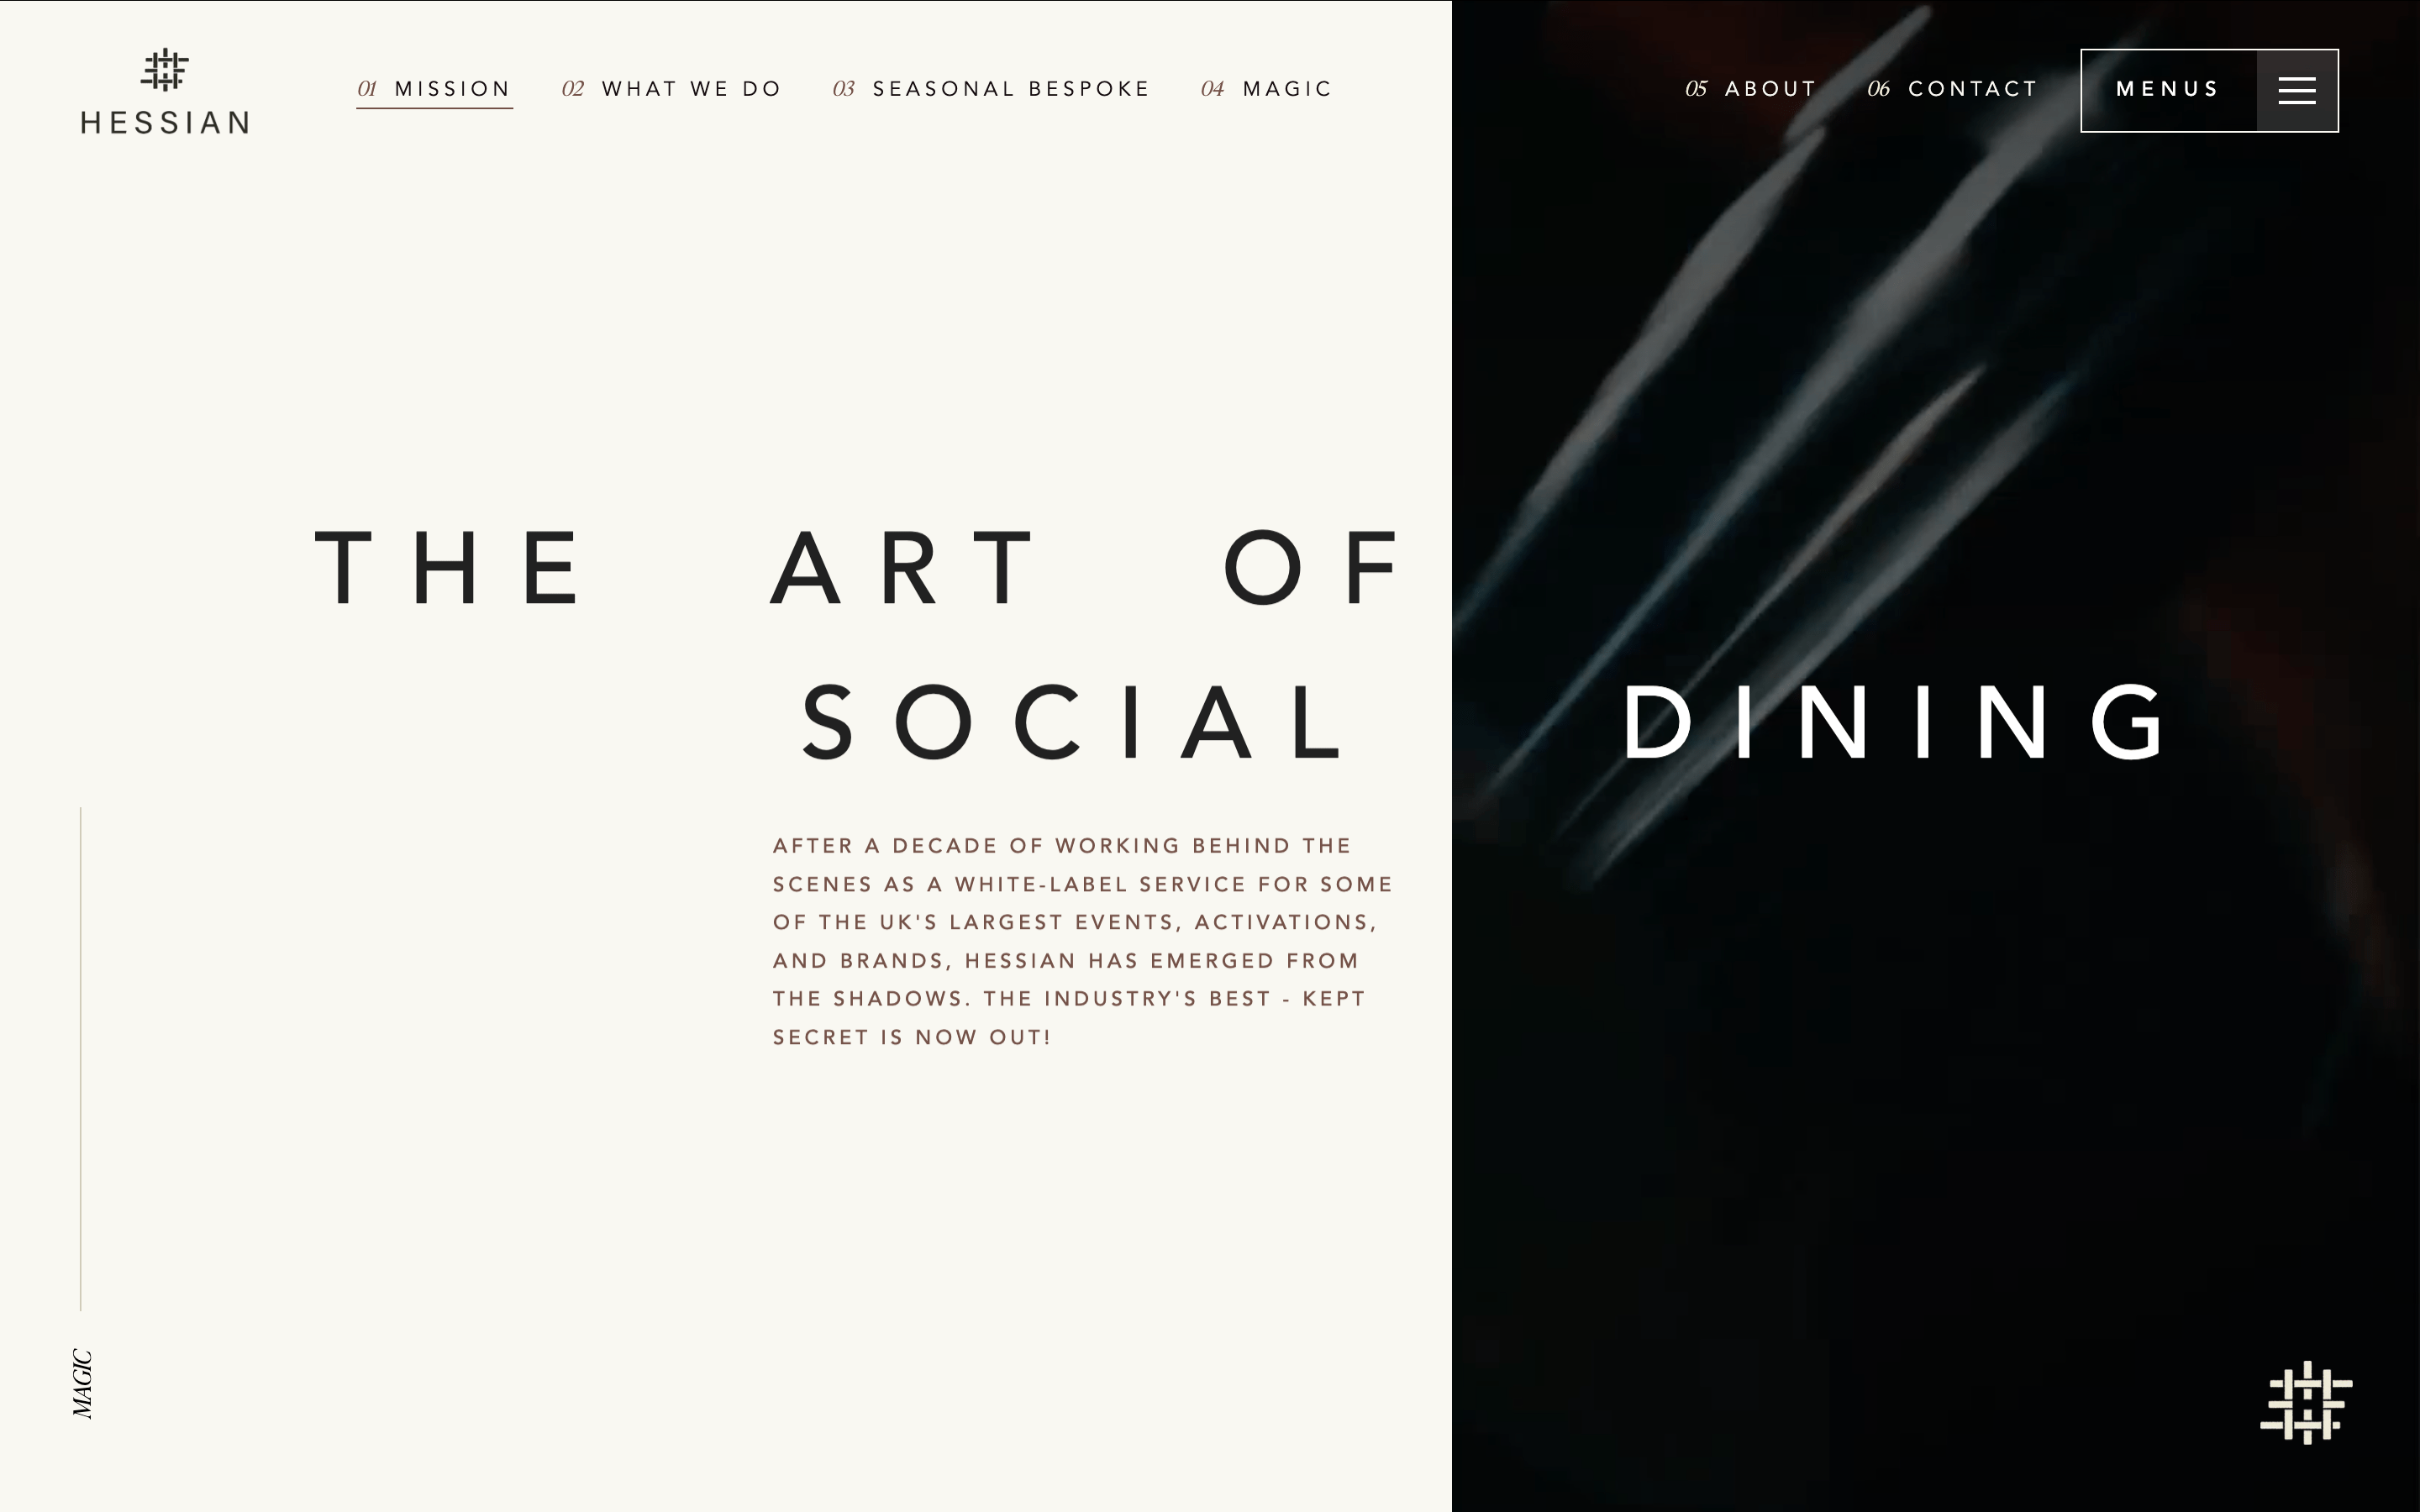 HESSIAN
01 MISSION 02 WHAT WE DO 03 SEASONAL BESPOKE 04 MAGIC 05 ABOUT 06 CONTACT MENUS
THE ART OF
SOCIAL DINING
AFTER A DECADE OF WORKING BEHIND THE
SCENES AS A WHITE-LABEL SERVICE FOR SOME
OF THE UK'S LARGEST EVENTS, ACTIVATIONS,
AND BRANDS, HESSIAN HAS EMERGED FROM
THE SHADOWS. THE INDUSTRY'S BEST - KEPT
SECRET IS NOW OUT!
MAGIC